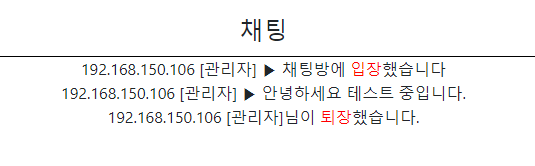 채팅
192.168.150.106 [관리자] ▶ 채팅방에 입장했습니다
192.168.150.106 [관리자] ▶ 안녕하세요 테스트 중입니다.
192.168.150.106 [관리자]님이 퇴장했습니다.